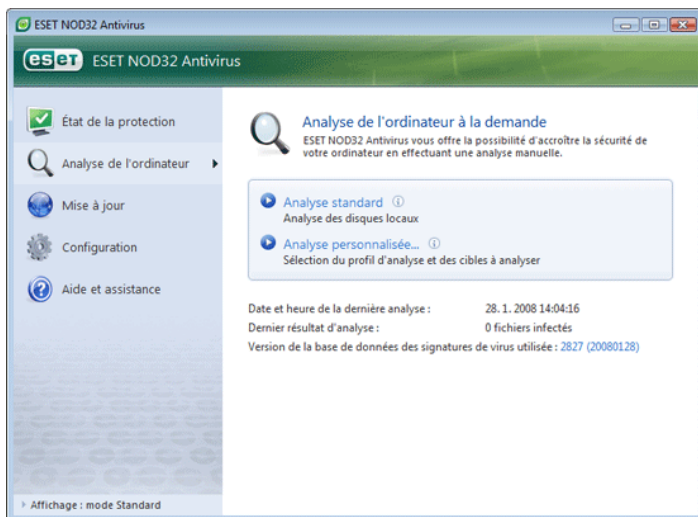 ESET NOD32 Antivirus
eseT ESET NOD32 Antivirus
État de la protection
Analyse de l'ordinateur
Mise à jour
Configuration
Aide et assistance
Affichage : mode Standard
Analyse de l'ordinateur à la demande
ESET NOD32 Antivirus vous offre la possibilité d'accroître la sécurité de
votre ordinateur en effectuant une analyse manuelle.
Analyse standard
Analyse des disques locaux
Analyse personnalisée...
Sélection du profil d'analyse et des cibles à analyser
Date et heure de la dernière analyse : 28. 1. 2008 14:04:16
Dernier résultat d'analyse : 0 fichiers infectés
Version de la base de données des signatures de virus utilisée : 2827 (20080128)